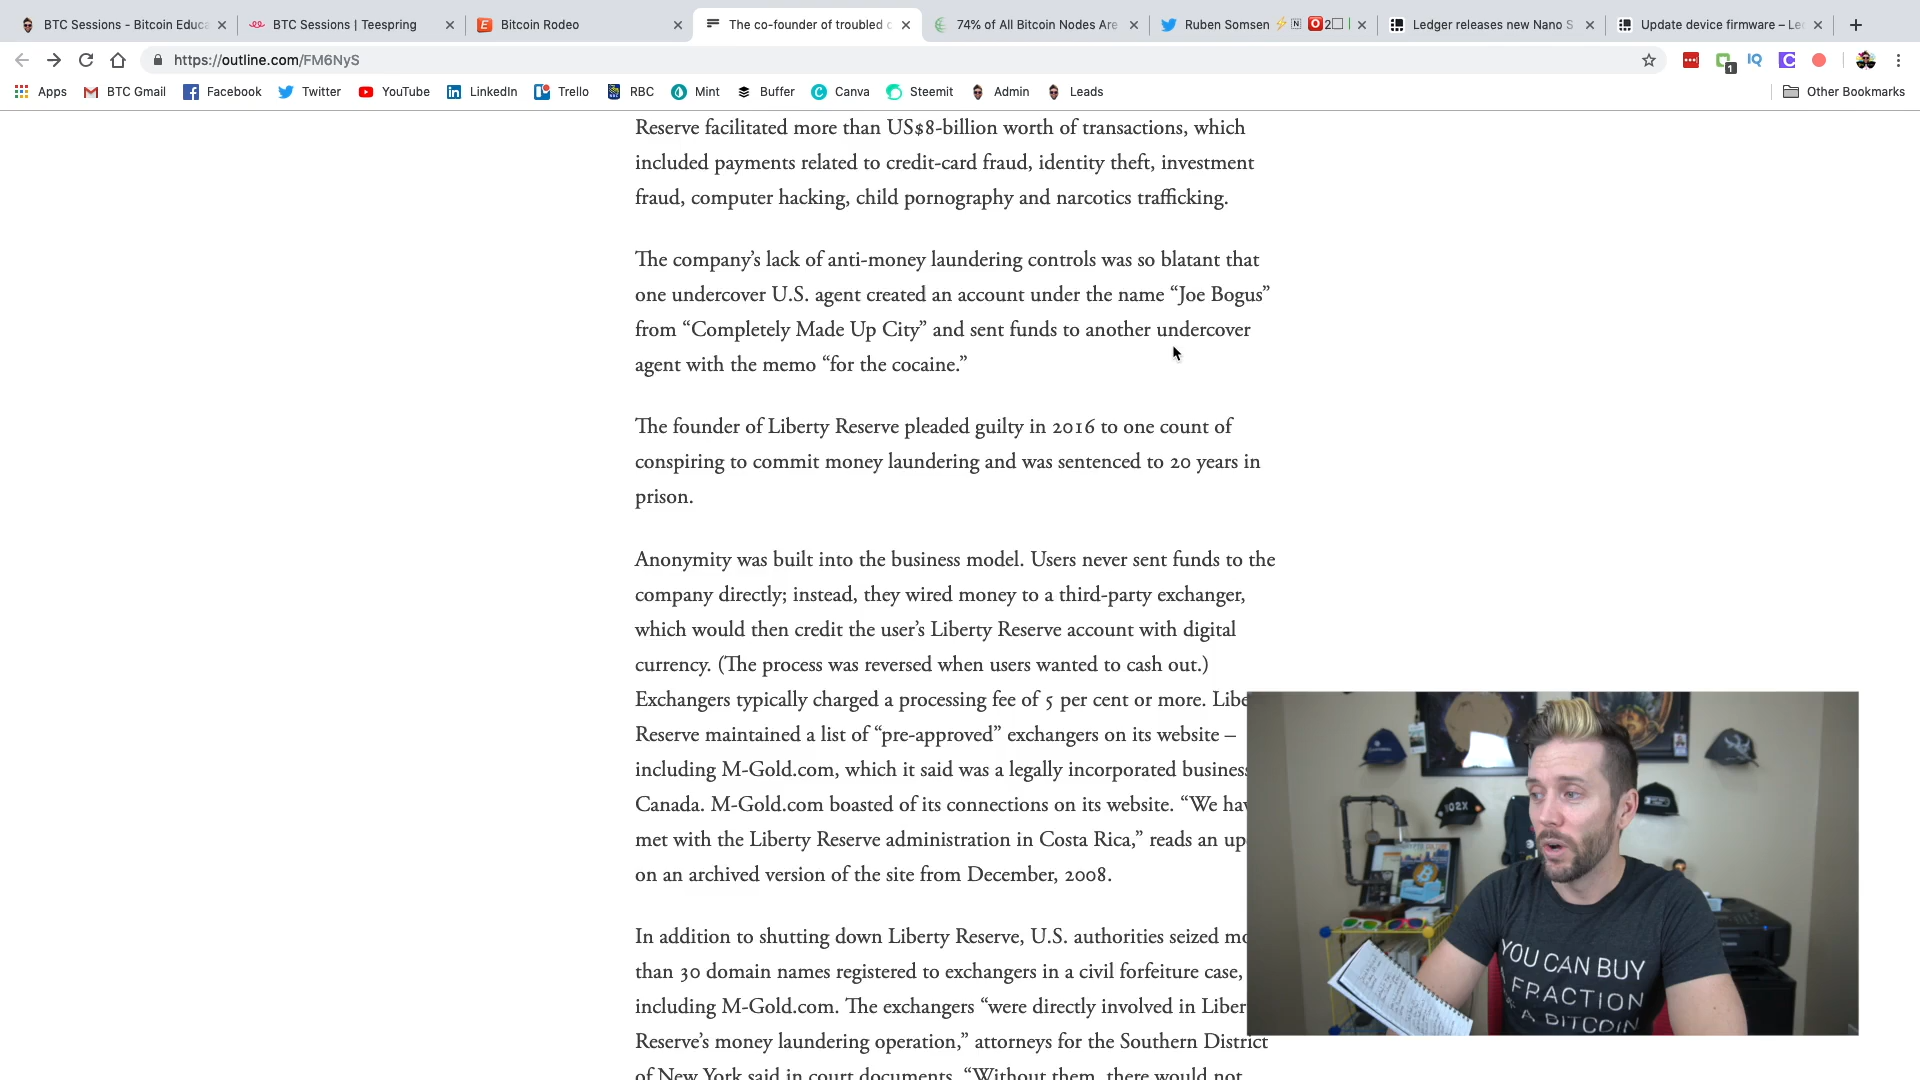 BTC Sessions - Bitcoin Educa
BTC Sessions | Teespring
Bitcoin Rodeo
The co-founder of troubled c
74% of All Bitcoin Nodes Are
Ruben Somsen
Ledger releases new Nano S
Update device firmware – Le
https://outline.com/FM6NyS
Apps
BTC Gmail
Facebook
Twitter
YouTube
LinkedIn
Trello
RBC
Mint
Buffer
Canva
Steemit
Admin
Leads
Other Bookmarks
Reserve facilitated more than US$8-billion worth of transactions, which
included payments related to credit-card fraud, identity theft, investment
fraud, computer hacking, child pornography and narcotics trafficking.
The company’s lack of anti-money laundering controls was so blatant that
one undercover U.S. agent created an account under the name “Joe Bogus”
from “Completely Made Up City” and sent funds to another undercover
agent with the memo “for the cocaine.”
The founder of Liberty Reserve pleaded guilty in 2016 to one count of
conspiring to commit money laundering and was sentenced to 20 years in
prison.
Anonymity was built into the business model. Users never sent funds to the
company directly; instead, they wired money to a third-party exchanger,
which would then credit the user’s Liberty Reserve account with digital
currency. (The process was reversed when users wanted to cash out.)
Exchangers typically charged a processing fee of 5 per cent or more. Libe
Reserve maintained a list of “pre-approved” exchangers on its website –
including M-Gold.com, which it said was a legally incorporated business
Canada. M-Gold.com boasted of its connections on its website. “We hav
met with the Liberty Reserve administration in Costa Rica,” reads an up
on an archived version of the site from December, 2008.
In addition to shutting down Liberty Reserve, U.S. authorities seized mo
than 30 domain names registered to exchangers in a civil forfeiture case,
including M-Gold.com. The exchangers “were directly involved in Liber
Reserve’s money laundering operation,” attorneys for the Southern District
of New York said in court documents. “Without them, there would not
NO2X
YOU CAN BUY
A FRACTION
A BITCOIN